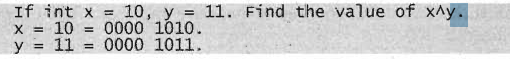 If int x = 10, y = 11. Find the value of x^y.
x = 10 = 0000 1010.
y = 11 = 0000 1011.